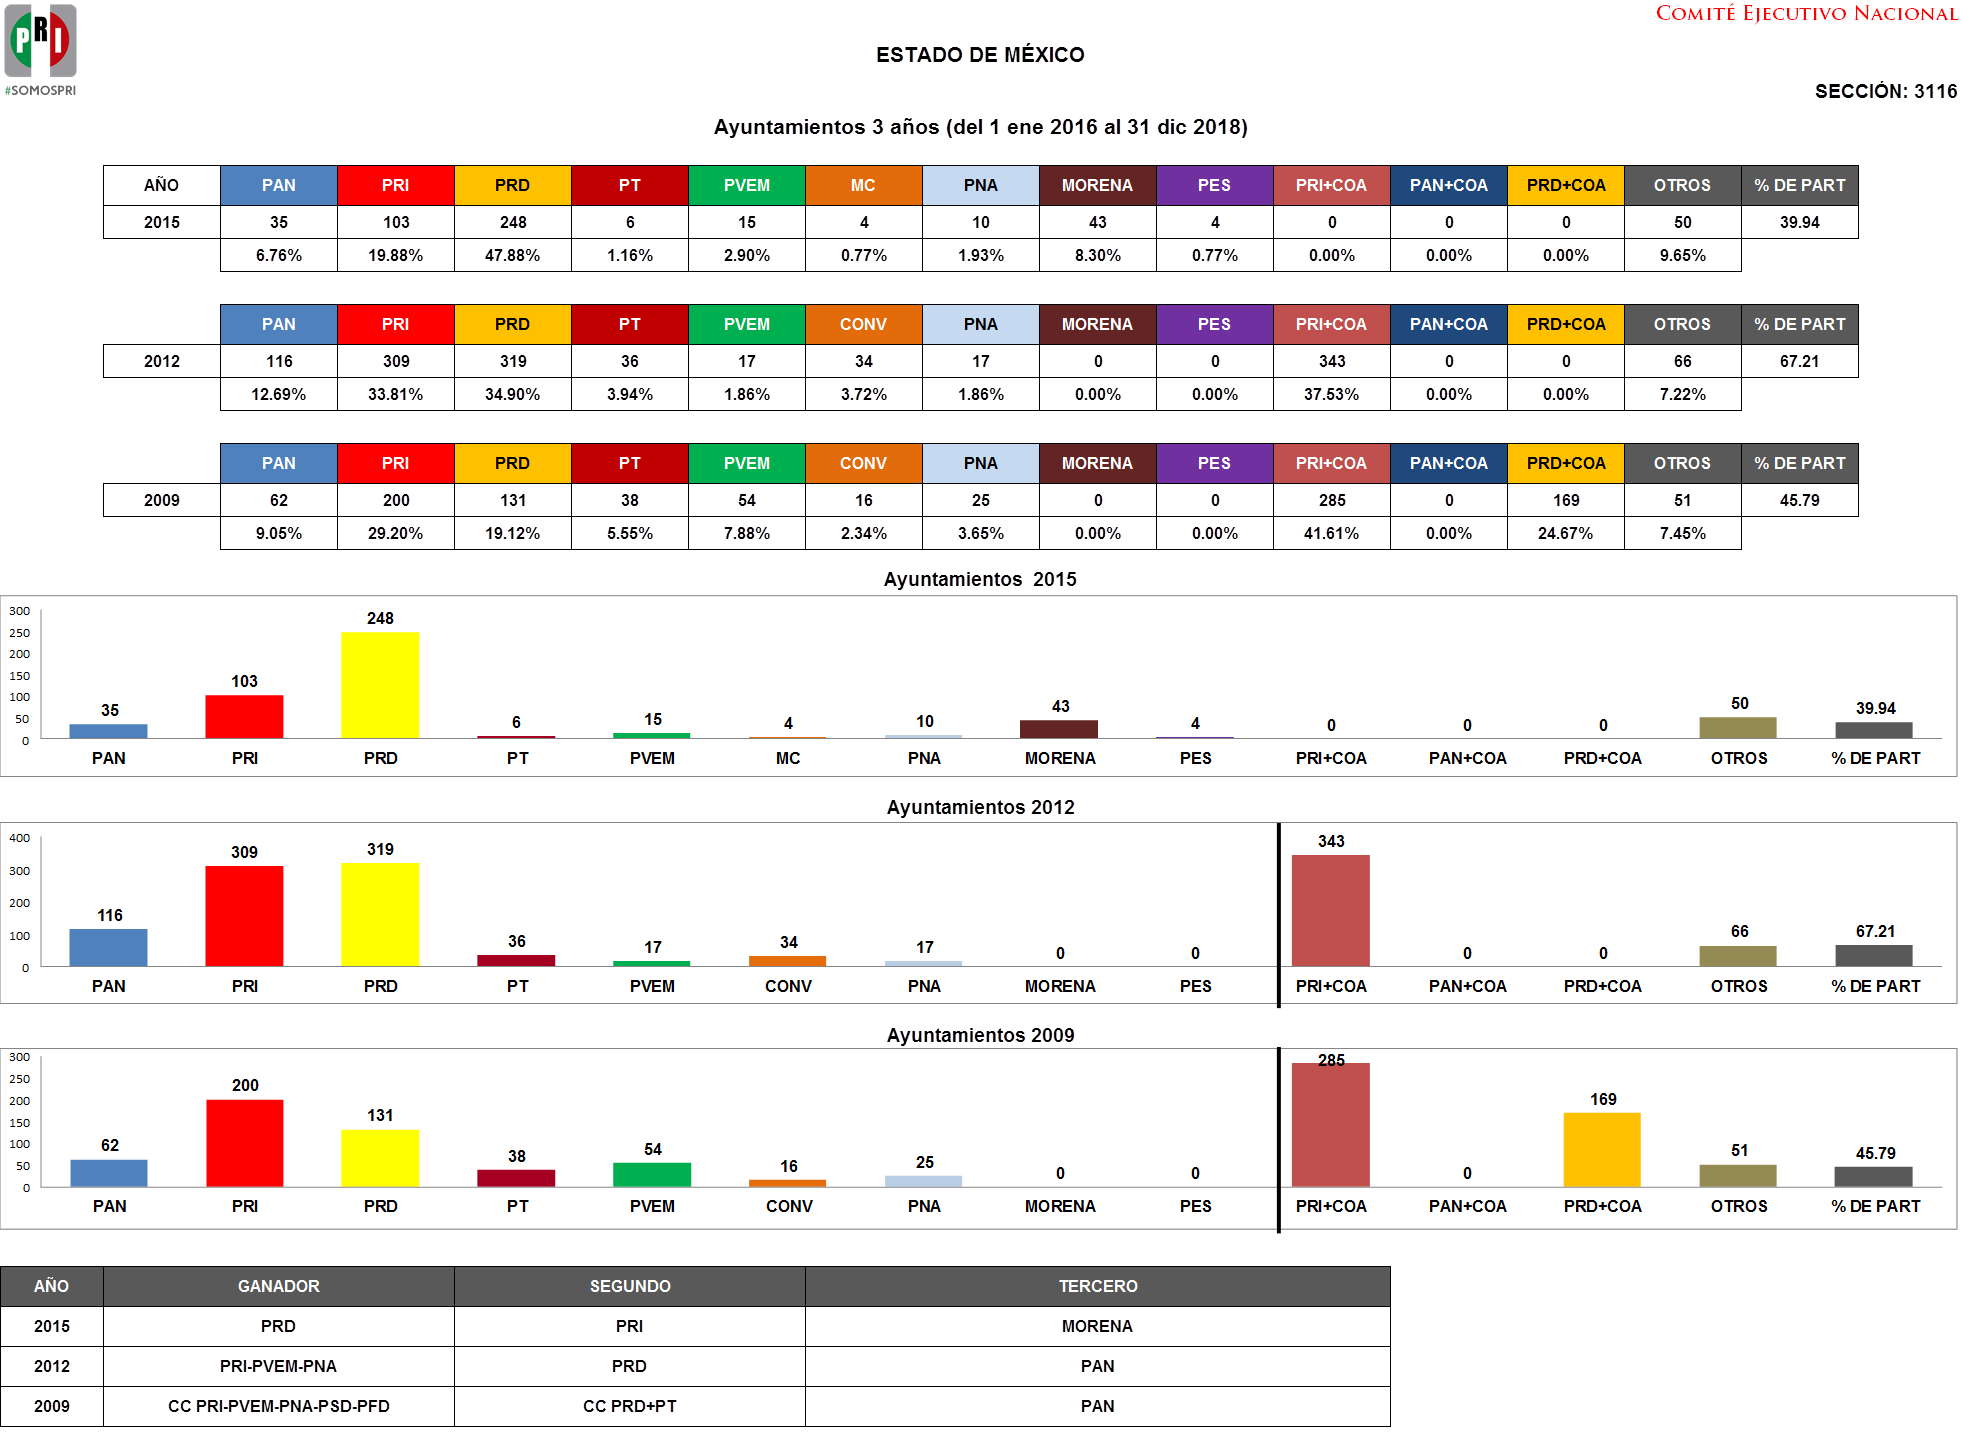 PRI
#SOMOSPRI
COMITÉ EJECUTIVO NACIONAL
ESTADO DE MÉXICO
SECCIÓN: 3116
Ayuntamientos 3 años (del 1 ene 2016 al 31 dic 2018)
AÑO PAN PRI PRD PT PVEM MC PNA MORENA PES PRI+COA PAN+COA PRD+COA OTROS % DE PART
2015 35 103 248 6 15 4 10 43 4 0 0 0 50 39.94
6.76% 19.88% 47.88% 1.16% 2.90% 0.77% 1.93% 8.30% 0.77% 0.00% 0.00% 0.00% 9.65%
PAN PRI PRD PT PVEM CONV PNA MORENA PES PRI+COA PAN+COA PRD+COA OTROS % DE PART
2012 116 309 319 36 17 34 17 0 0 343 0 0 66 67.21
12.69% 33.81% 34.90% 3.94% 1.86% 3.72% 1.86% 0.00% 0.00% 37.53% 0.00% 0.00% 7.22%
PAN PRI PRD PT PVEM CONV PNA MORENA PES PRI+COA PAN+COA PRD+COA OTROS % DE PART
2009 62 200 131 38 54 16 25 0 0 285 0 169 51 45.79
9.05% 29.20% 19.12% 5.55% 7.88% 2.34% 3.65% 0.00% 0.00% 41.61% 0.00% 24.67% 7.45%
Ayuntamientos 2015
300
250
200
150
100
50
0
35 103 248 6 15 4 10 43 4 0 0 0 50 39.94
PAN PRI PRD PT PVEM MC PNA MORENA PES PRI+COA PAN+COA PRD+COA OTROS % DE PART
Ayuntamientos 2012
400
300
200
100
0
116 309 319 36 17 34 17 0 0 343 0 0 66 67.21
PAN PRI PRD PT PVEM CONV PNA MORENA PES PRI+COA PAN+COA PRD+COA OTROS % DE PART
Ayuntamientos 2009
300
250
200
150
100
50
0
62 200 131 38 54 16 25 0 0 285 0 169 51 45.79
PAN PRI PRD PT PVEM CONV PNA MORENA PES PRI+COA PAN+COA PRD+COA OTROS % DE PART
AÑO GANADOR SEGUNDO TERCERO
2015 PRD PRI MORENA
2012 PRI-PVEM-PNA PRD PAN
2009 CC PRI-PVEM-PNA-PSD-PFD CC PRD+PT PAN